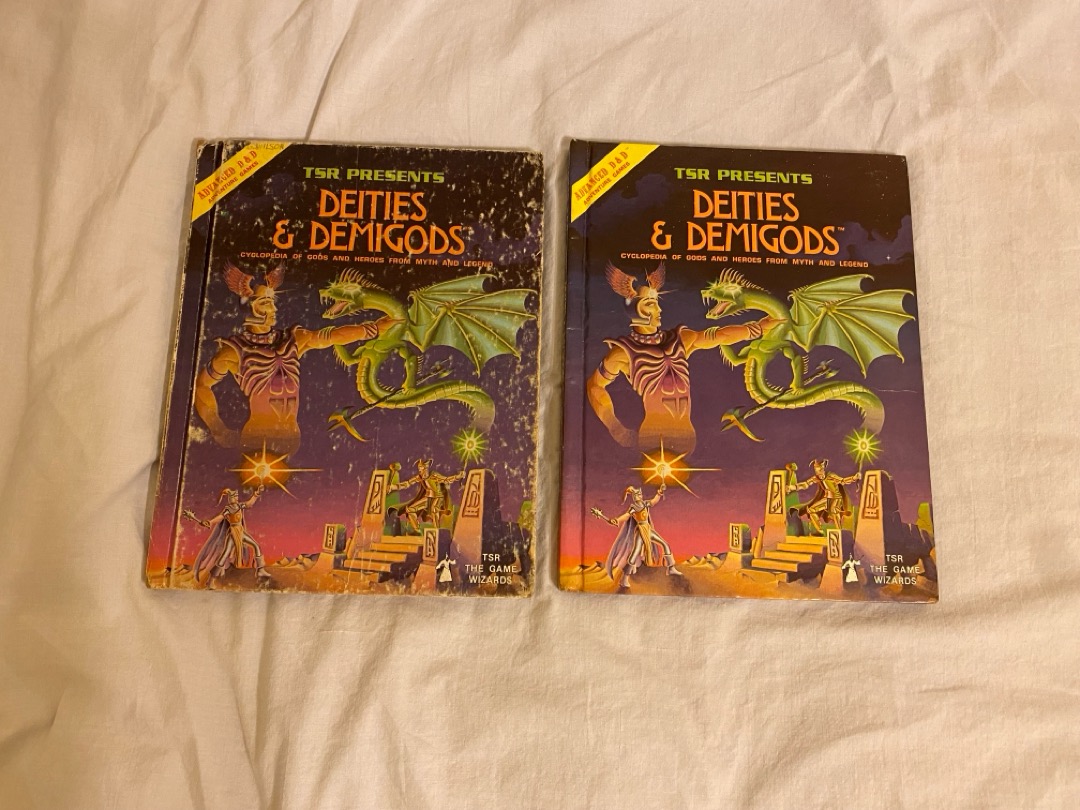 ADVANCED D&D
ADVENTURE GAMES
TSR PRESENTS
DEITIES
& DEMIGODS™
CYCLOPEDIA OF GODS AND HEROES FROM MYTH AND LEGEND
TSR
THE GAME
WIZARDS
ADVANCED D&D™
ADVENTURE GAMES
TSR PRESENTS
DEITIES
& DEMIGODS™
CYCLOPEDIA OF GODS AND HEROES FROM MYTH AND LEGEND
TSR
THE GAME
WIZARDS